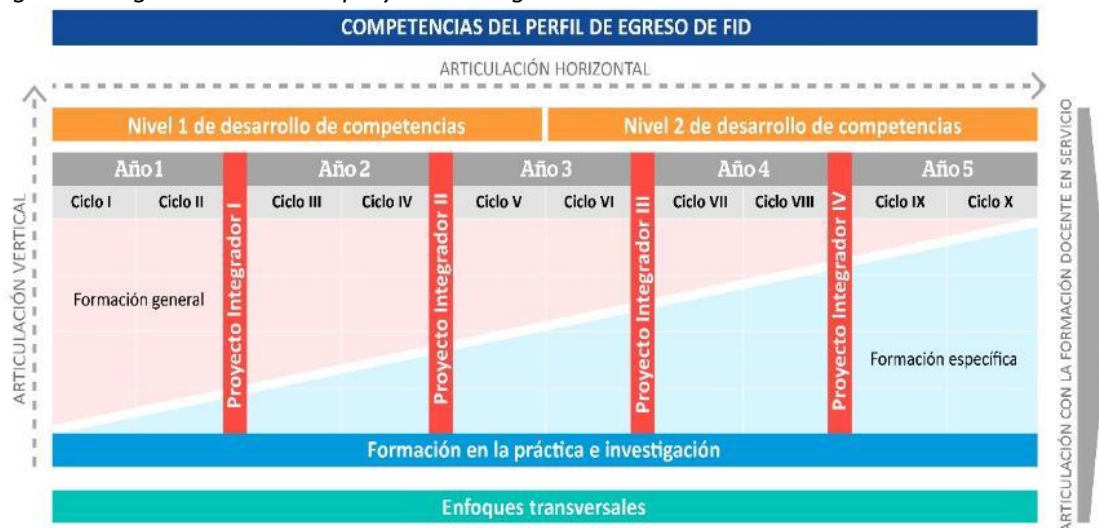 COMPETENCIAS DEL PERFIL DE EGRESO DE FID
ARTICULACIÓN HORIZONTAL
Nivel 1 de desarrollo de competencias
Nivel 2 de desarrollo de competencias
Año 1
Año 2
Año 3
Año 4
Año 5
Ciclo I
Ciclo II
Ciclo III
Ciclo IV
Ciclo V
Ciclo VI
Ciclo VII
Ciclo VIII
Ciclo IX
Ciclo X
ARTICULACIÓN VERTICAL
Formación general
Proyecto Integrador I
Proyecto Integrador II
Proyecto Integrador III
Proyecto Integrador IV
Formación específica
ARTICULACIÓN CON LA FORMACIÓN DOCENTE EN SERVICIO
Formación en la práctica e investigación
Enfoques transversales